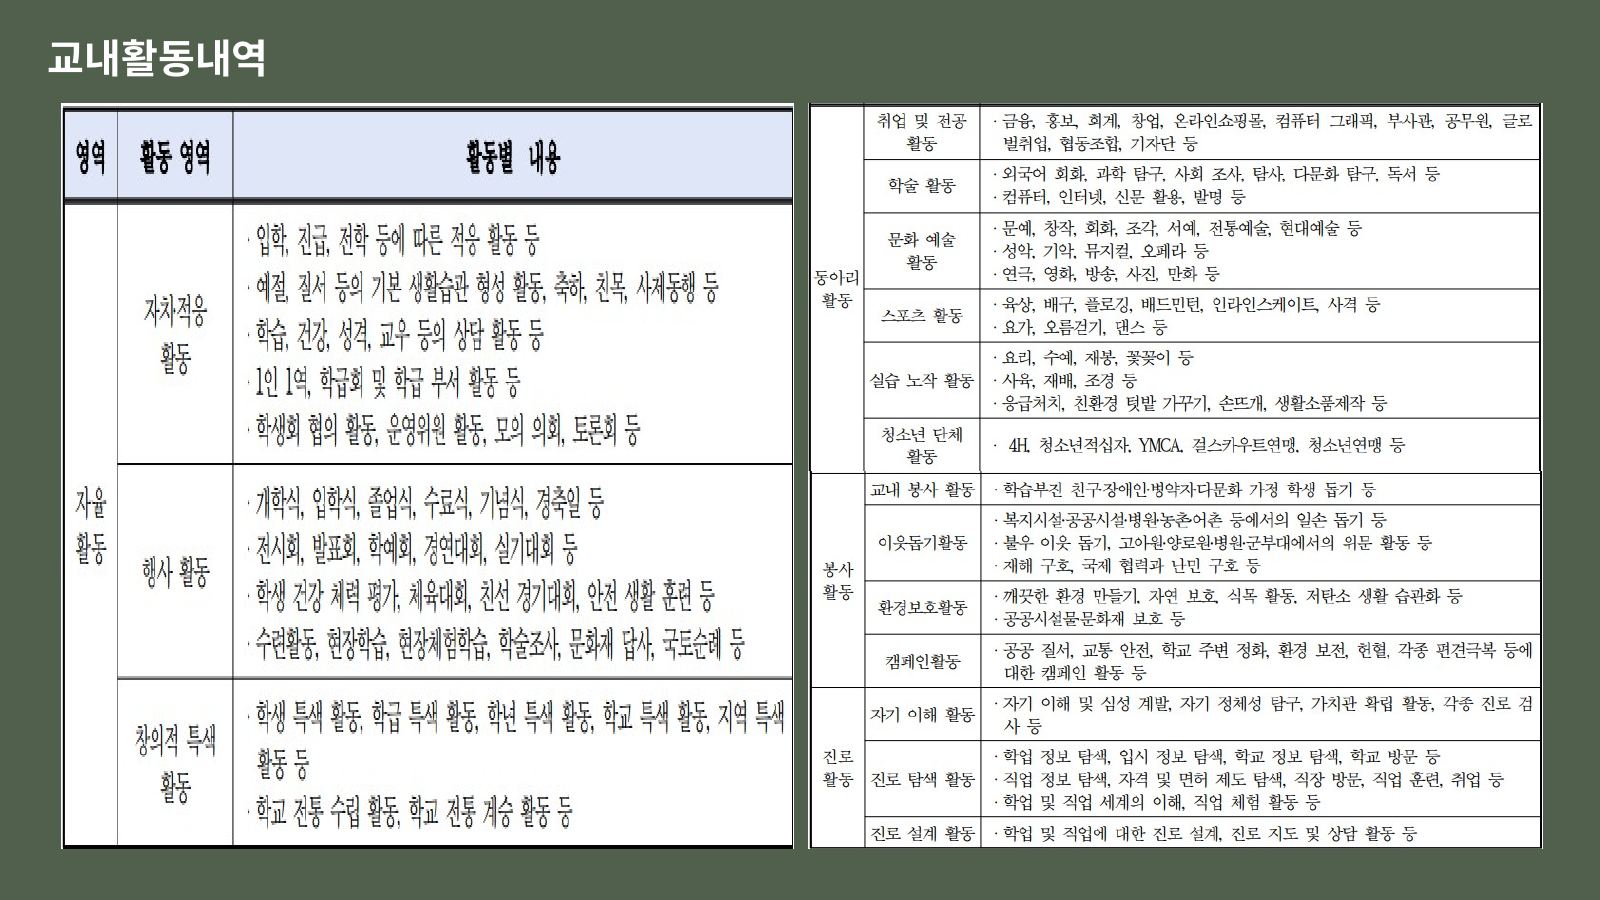 교내활동내역
영역 활동 영역 활동별 내용
자율
활동
자치적응
활동
· 입학, 진급, 전학 등에 따른 적응 활동 등
· 예절, 질서 등의 기본 생활습관 형성 활동, 축하, 친목, 사제동행 등
· 학습, 건강, 성격, 교우 등의 상담 활동 등
· 1인 1역, 학급회 및 학급 부서 활동 등
· 학생회 협의 활동, 운영위원 활동, 모의 의회, 토론회 등
행사 활동
· 개학식, 입학식, 졸업식, 수료식, 기념식, 경축일 등
· 전시회, 발표회, 학예회, 경연대회, 실기대회 등
· 학생 건강 체력 평가, 체육대회, 친선 경기대회, 안전 생활 훈련 등
· 수련활동, 현장학습, 현장체험학습, 학술조사, 문화재 답사, 국토순례 등
창의적 특색
활동
· 학생 특색 활동, 학급 특색 활동, 학년 특색 활동, 학교 특색 활동, 지역 특색
활동 등
· 학교 전통 수립 활동, 학교 전통 계승 활동 등
동아리
활동
취업 및 전공
활동
· 금융, 홍보, 회계, 창업, 온라인쇼핑몰, 컴퓨터 그래픽, 부사관, 공무원, 글로
벌취업, 협동조합, 기자단 등
학술 활동
· 외국어 회화, 과학 탐구, 사회 조사, 탐사, 다문화 탐구, 독서 등
· 컴퓨터, 인터넷, 신문 활용, 발명 등
문화 예술
활동
· 문예, 창작, 회화, 조각, 서예, 전통예술, 현대예술 등
· 성악, 기악, 뮤지컬, 오페라 등
· 연극, 영화, 방송, 사진, 만화 등
스포츠 활동
· 육상, 배구, 플로깅, 배드민턴, 인라인스케이트, 사격 등
· 요가, 오름걷기, 댄스 등
실습 노작 활동
· 요리, 수예, 재봉, 꽃꽂이 등
· 사육, 재배, 조경 등
· 응급처치, 친환경 텃밭 가꾸기, 손뜨개, 생활소품제작 등
청소년 단체
활동
· 4H, 청소년적십자, YMCA, 걸스카우트연맹, 청소년연맹 등
봉사
활동
교내 봉사 활동
· 학습부진 친구·장애인·병약자·다문화 가정 학생 돕기 등
이웃돕기활동
· 복지시설·공공시설·병원·농촌·어촌 등에서의 일손 돕기 등
· 불우 이웃 돕기, 고아원·양로원·병원·군부대에서의 위문 활동 등
· 재해 구호, 국제 협력과 난민 구호 등
환경보호활동
· 깨끗한 환경 만들기, 자연 보호, 식목 활동, 저탄소 생활 습관화 등
· 공공시설물·문화재 보호 등
캠페인활동
· 공공 질서, 교통 안전, 학교 주변 정화, 환경 보전, 헌혈, 각종 편견극복 등에
대한 캠페인 활동 등
진로
활동
자기 이해 활동
· 자기 이해 및 심성 계발, 자기 정체성 탐구, 가치관 확립 활동, 각종 진로 검
사 등
진로 탐색 활동
· 학업 정보 탐색, 입시 정보 탐색, 학교 정보 탐색, 학교 방문 등
· 직업 정보 탐색, 자격 및 면허 제도 탐색, 직장 방문, 직업 훈련, 취업 등
· 학업 및 직업 세계의 이해, 직업 체험 활동 등
진로 설계 활동
· 학업 및 직업에 대한 진로 설계, 진로 지도 및 상담 활동 등